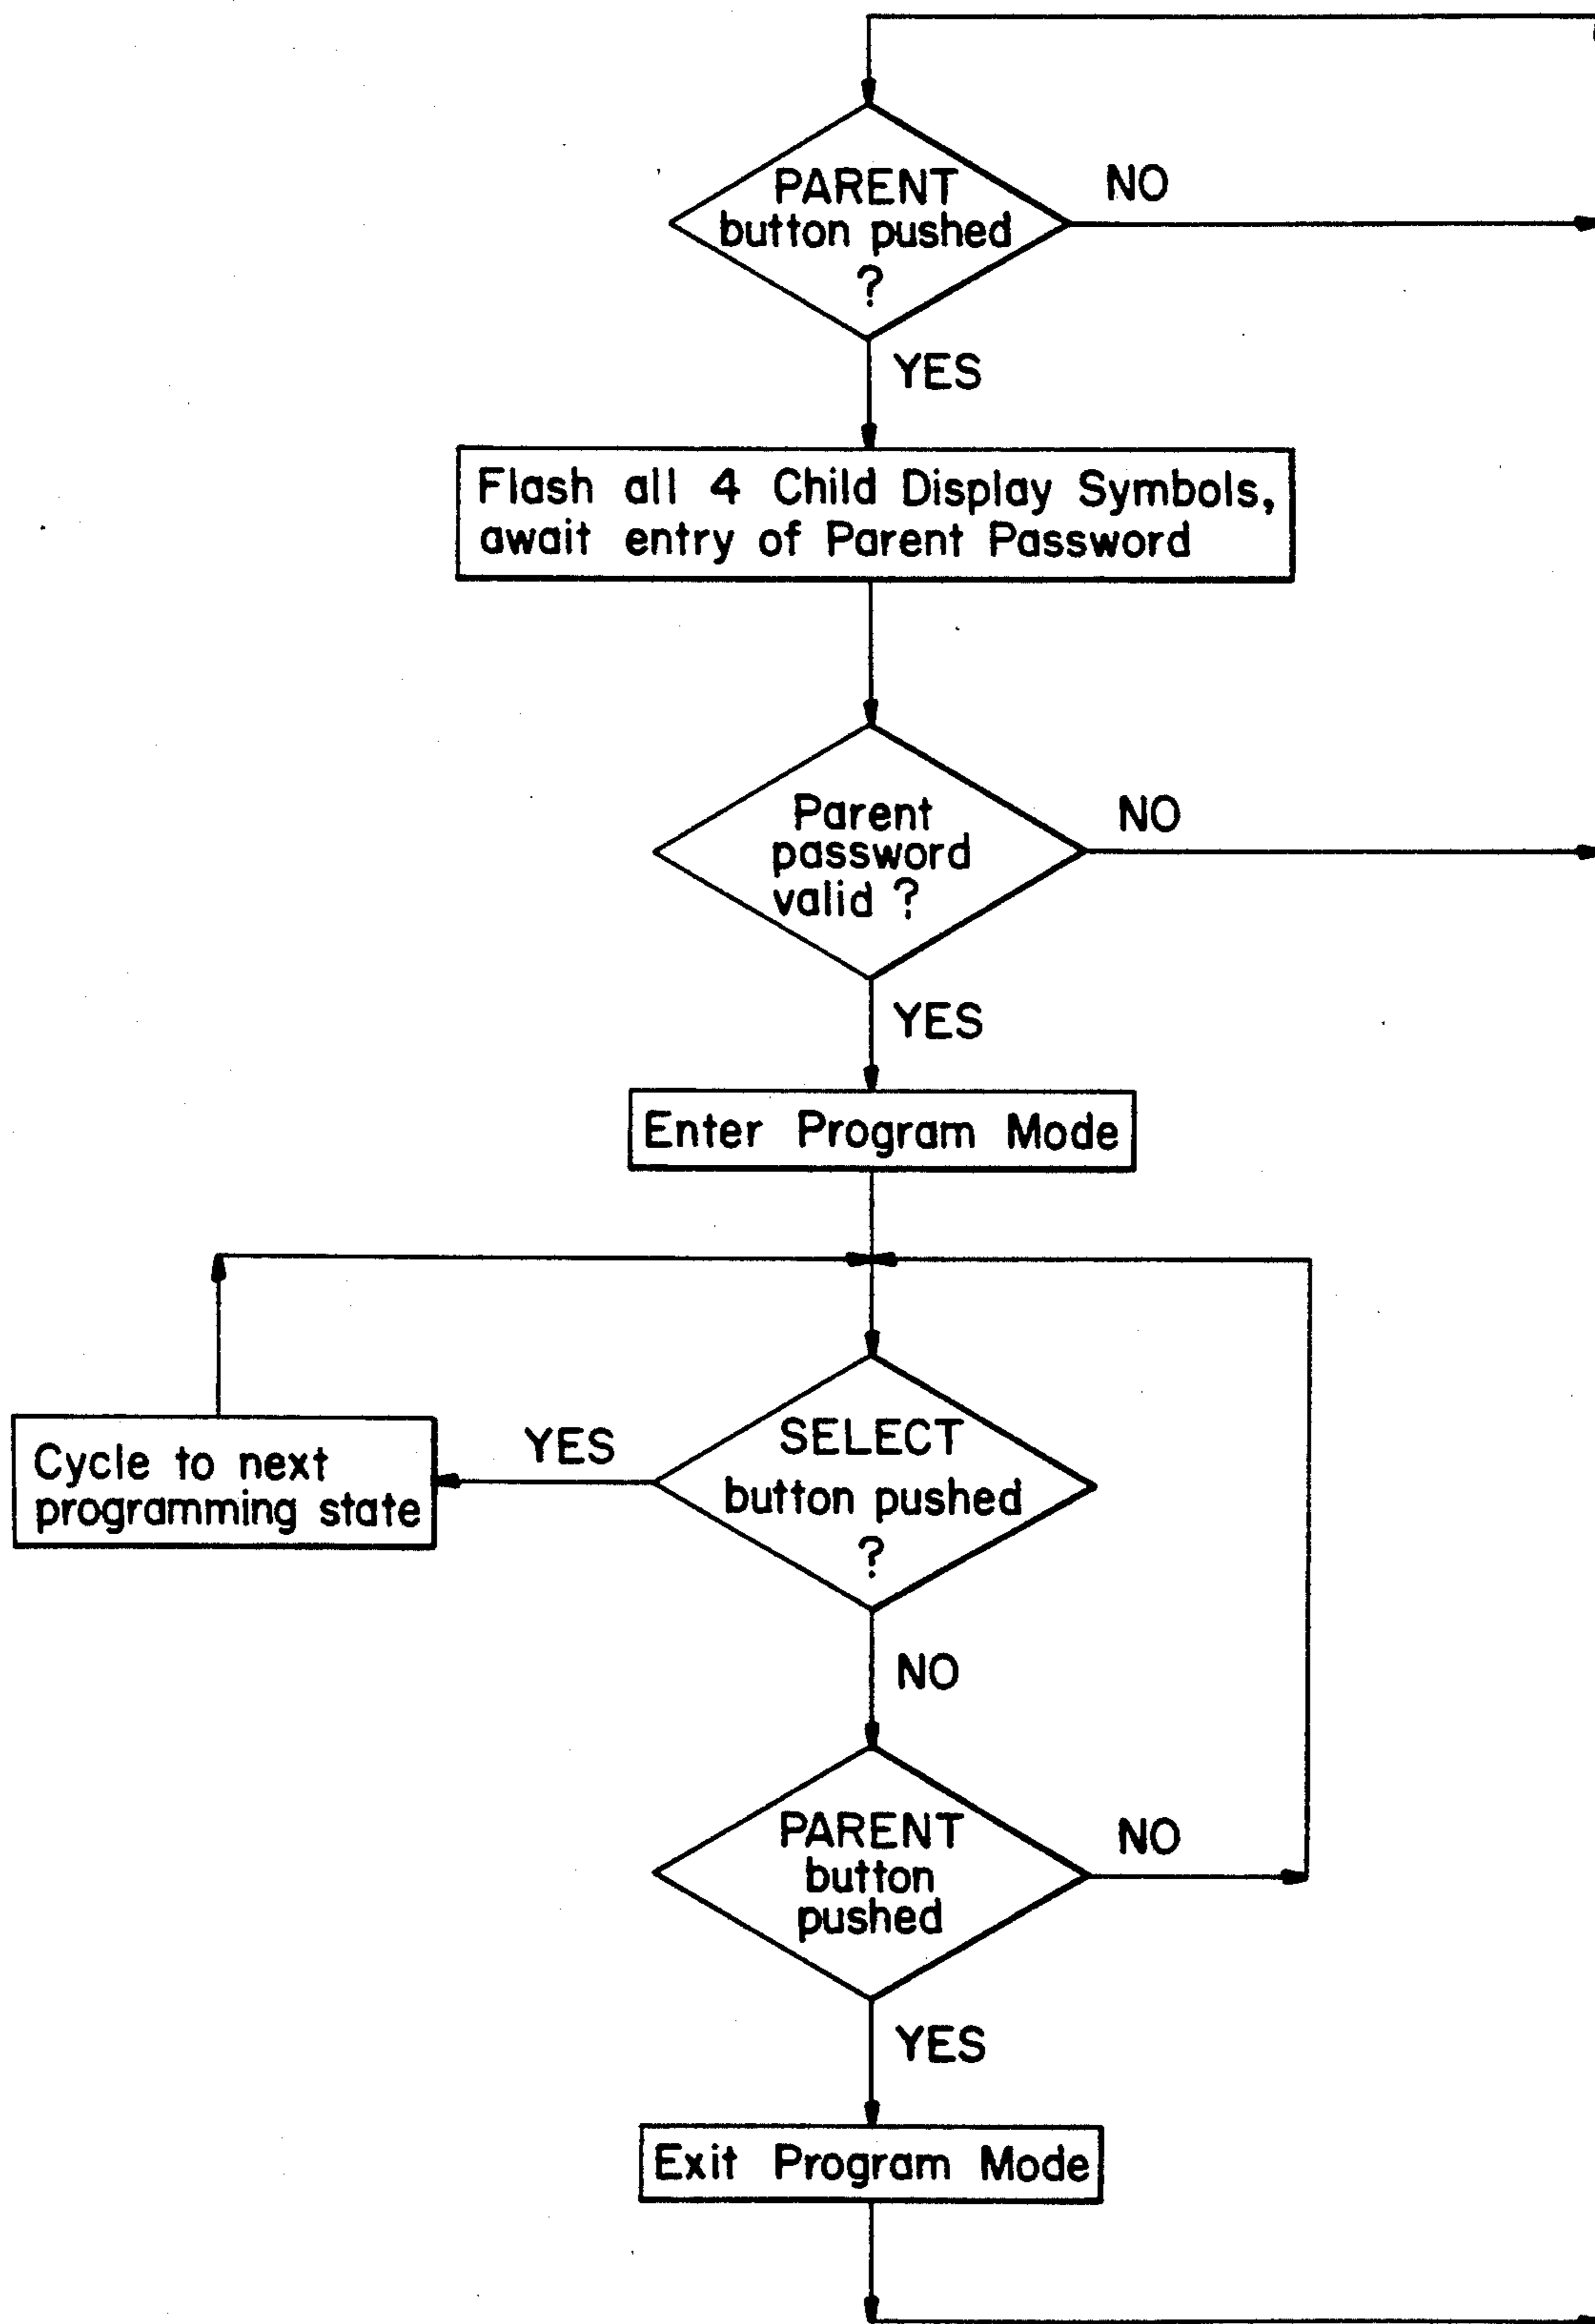 PARENT
button pushed
?
NO
YES
Flash all 4 Child Display Symbols,
await entry of Parent Password
Parent
password
valid ?
NO
YES
Enter Program Mode
Cycle to next
programming state
YES
SELECT
button pushed
?
NO
PARENT
button
pushed
NO
YES
Exit Program Mode